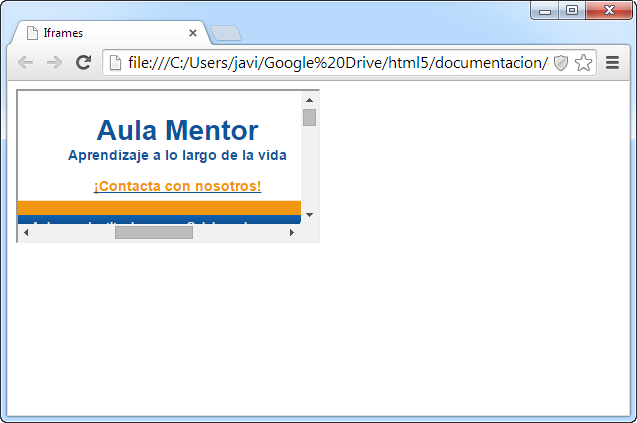 Iframes
file:///C:/Users/javi/Google%20Drive/html5/documentacion/
Aula Mentor
Aprendizaje a lo largo de la vida
¡Contacta con nosotros!